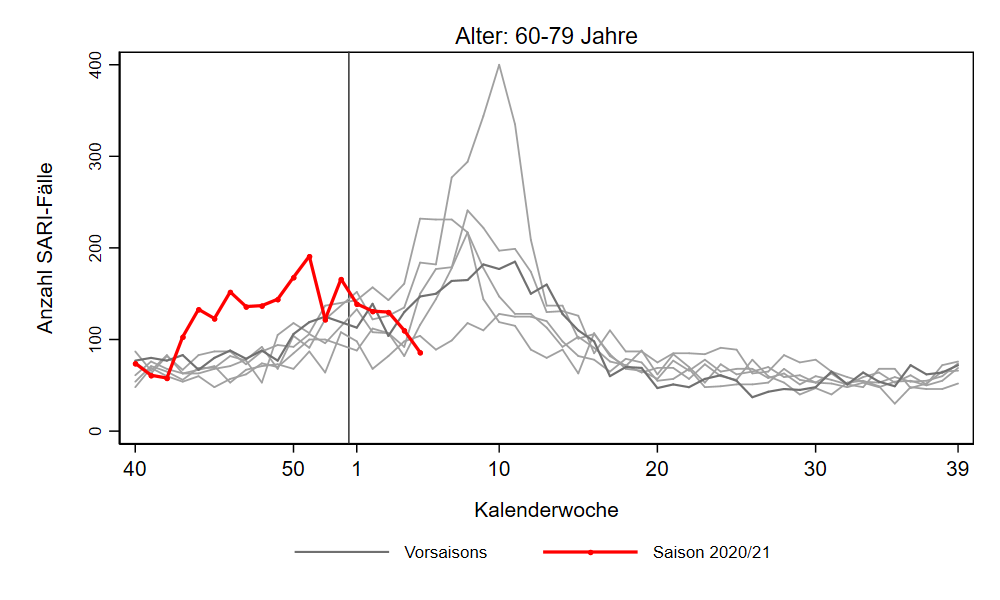 Alter: 60-79 Jahre
Anzahl SARI-Fälle
400
300
200
100
0
40 50 1 10 20 30 39
Kalenderwoche
Vorsaisons Saison 2020/21